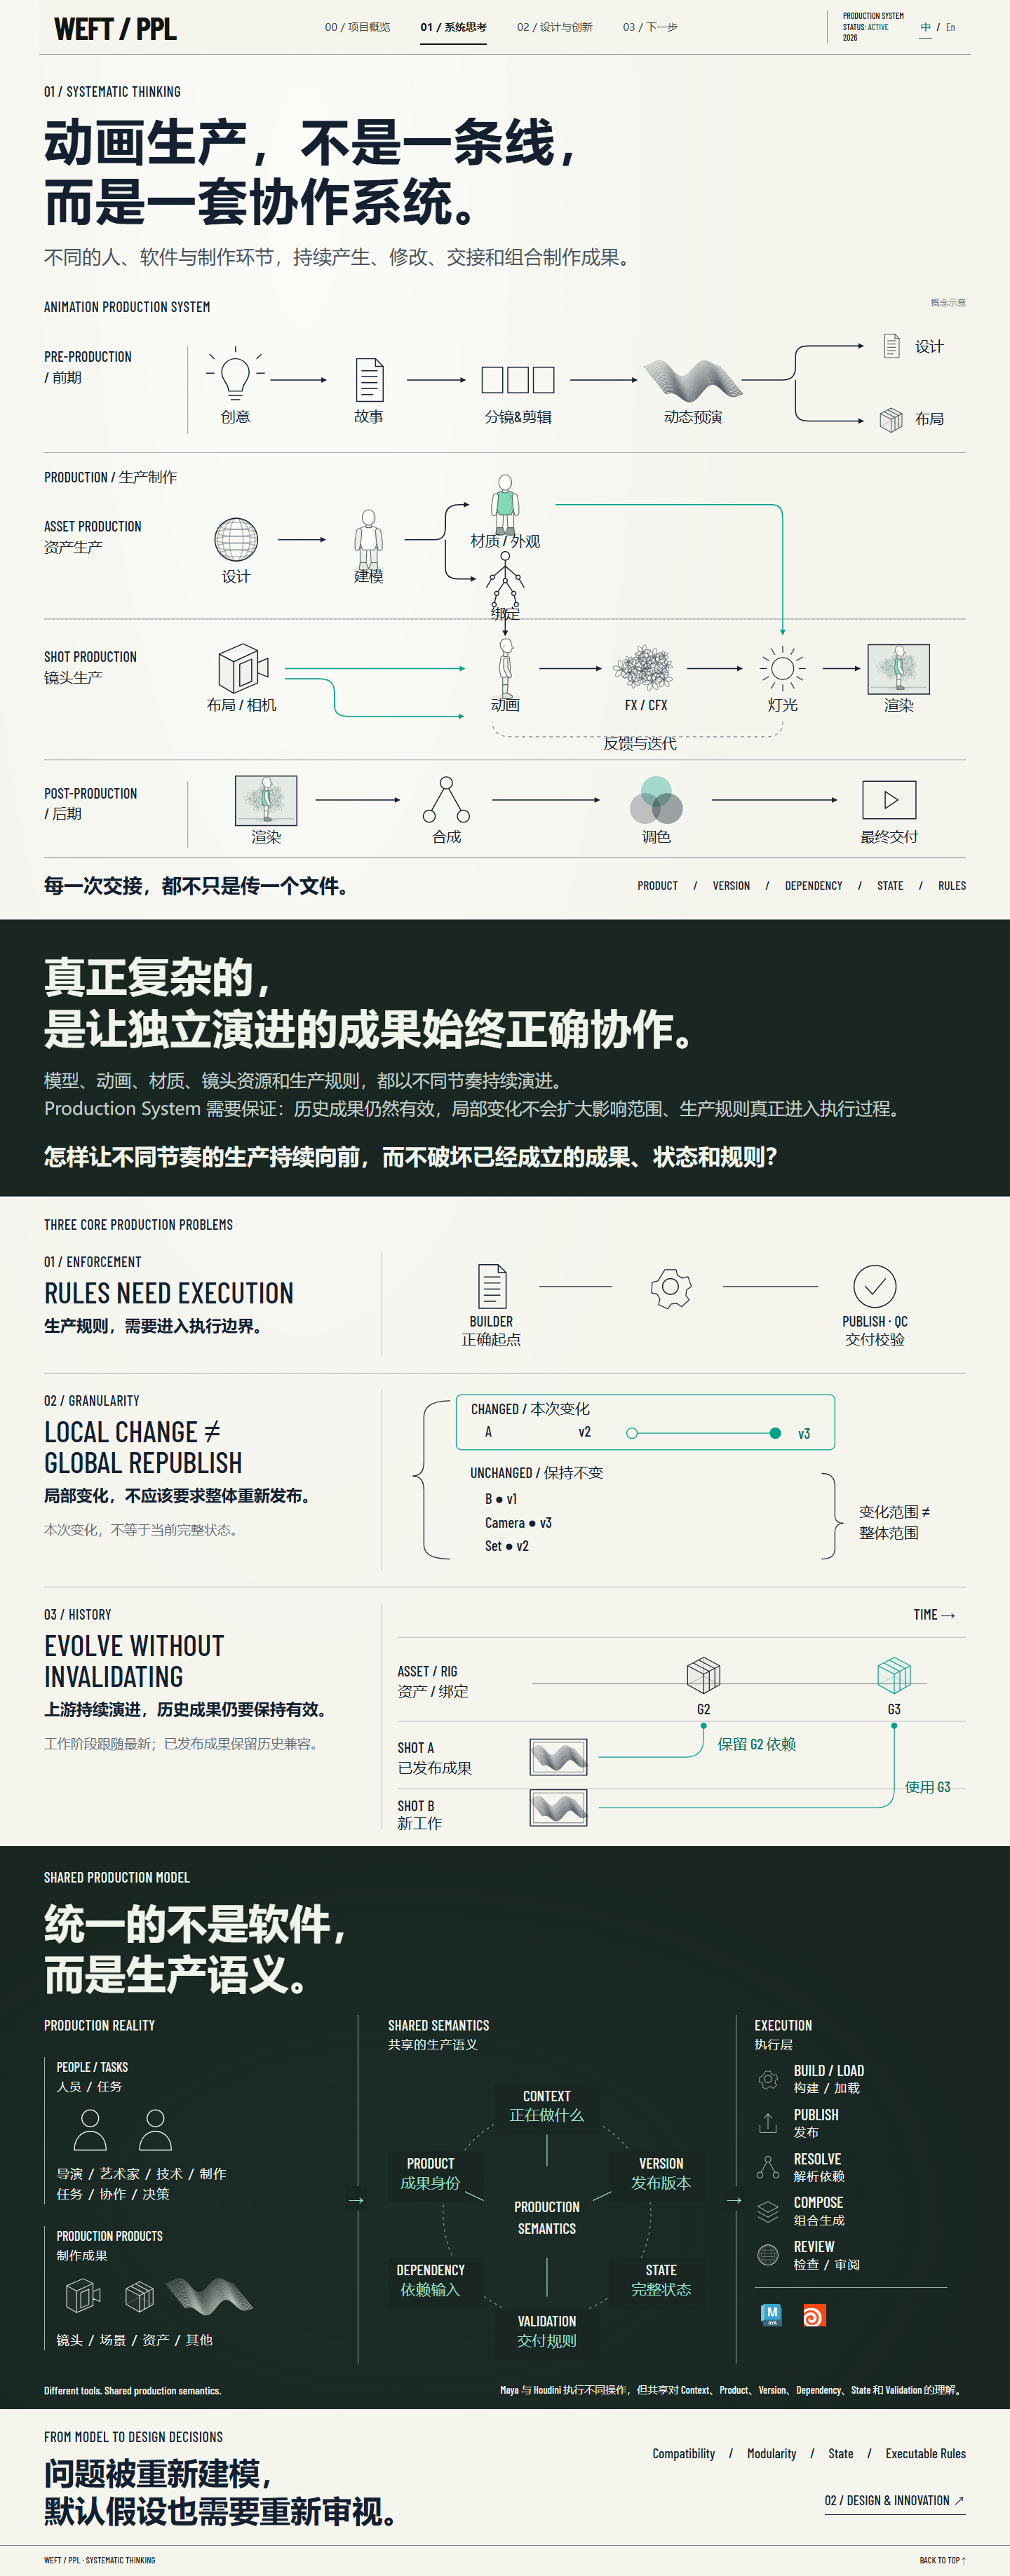 WEFT / PPL
00 / 项目概览
01 / 系统思考
02 / 设计与创新
03 / 下一步
PRODUCTION SYSTEM
STATUS: ACTIVE
2026
中 / En
01 / SYSTEMATIC THINKING
动画生产，不是一条线，
而是一套协作系统。
不同的人、软件与制作环节，持续产生、修改、交接和组合制作成果。
ANIMATION PRODUCTION SYSTEM
概念示意
PRE-PRODUCTION
/ 前期
创意
故事
分镜&剪辑
动态预演
设计
布局
PRODUCTION / 生产制作
ASSET PRODUCTION
资产生产
设计
建模
材质 / 外观
绑定
SHOT PRODUCTION
镜头生产
布局 / 相机
动画
FX / CFX
灯光
渲染
反馈与迭代
POST-PRODUCTION
/ 后期
渲染
合成
调色
最终交付
每一次交接，都不只是传一个文件。
PRODUCT / VERSION / DEPENDENCY / STATE / RULES
真正复杂的，
是让独立演进的成果始终正确协作。
模型、动画、材质、镜头资源和生产规则，都以不同节奏持续演进。
Production System 需要保证：历史成果仍然有效，局部变化不会扩大影响范围、生产规则真正进入执行过程。
怎样让不同节奏的生产持续向前，而不破坏已经成立的成果、状态和规则？
THREE CORE PRODUCTION PROBLEMS
01 / ENFORCEMENT
RULES NEED EXECUTION
生产规则，需要进入执行边界。
BUILDER
正确起点
PUBLISH · QC
交付校验
02 / GRANULARITY
LOCAL CHANGE ≠
GLOBAL REPUBLISH
局部变化，不应该要求整体重新发布。
本次变化，不等于当前完整状态。
CHANGED / 本次变化
A v2 v3
UNCHANGED / 保持不变
B ● v1
Camera ● v3
Set ● v2
变化范围 ≠
整体范围
03 / HISTORY
EVOLVE WITHOUT
INVALIDATING
上游持续演进，历史成果仍要保持有效。
工作阶段跟随最新；已发布成果保留历史兼容。
TIME →
ASSET / RIG
资产 / 绑定
G2
G3
SHOT A
已发布成果
保留 G2 依赖
SHOT B
新工作
使用 G3
SHARED PRODUCTION MODEL
统一的不是软件，
而是生产语义。
PRODUCTION REALITY
PEOPLE / TASKS
人员 / 任务
导演 / 艺术家 / 技术 / 制作
任务 / 协作 / 决策
PRODUCTION PRODUCTS
制作成果
镜头 / 场景 / 资产 / 其他
→
SHARED SEMANTICS
共享的生产语义
CONTEXT
正在做什么
PRODUCT
成果身份
VERSION
发布版本
PRODUCTION
SEMANTICS
DEPENDENCY
依赖输入
STATE
完整状态
VALIDATION
交付规则
→
EXECUTION
执行层
BUILD / LOAD
构建 / 加载
PUBLISH
发布
RESOLVE
解析依赖
COMPOSE
组合生成
REVIEW
检查 / 审阅
M
AYA
Different tools. Shared production semantics.
Maya 与 Houdini 执行不同操作，但共享对 Context、Product、Version、Dependency、State 和 Validation 的理解。
FROM MODEL TO DESIGN DECISIONS
问题被重新建模，
默认假设也需要重新审视。
Compatibility / Modularity / State / Executable Rules
02 / DESIGN & INNOVATION ↗
WEFT / PPL · SYSTEMATIC THINKING
BACK TO TOP ↑